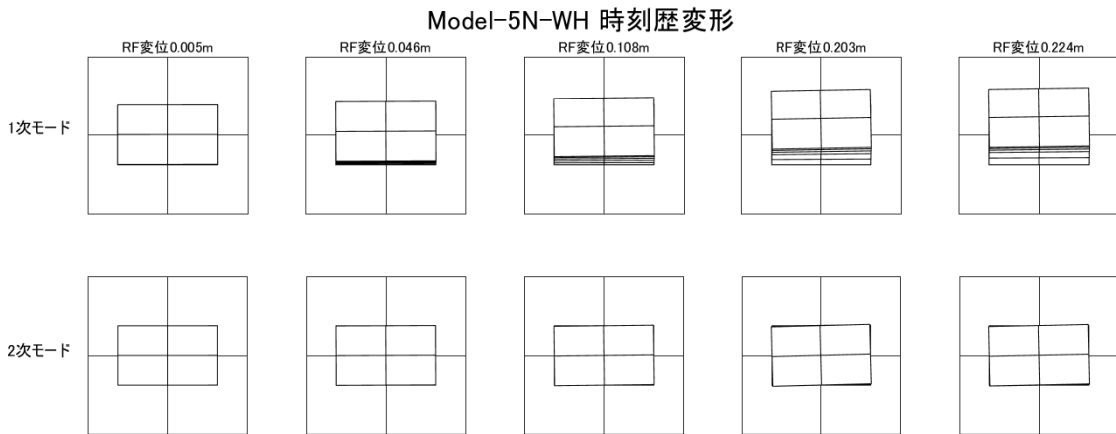 Model-5N-WH 時刻歴変形
RF変位0.005m
RF変位0.046m
RF変位0.108m
RF変位0.203m
RF変位0.224m
1次モード
2次モード